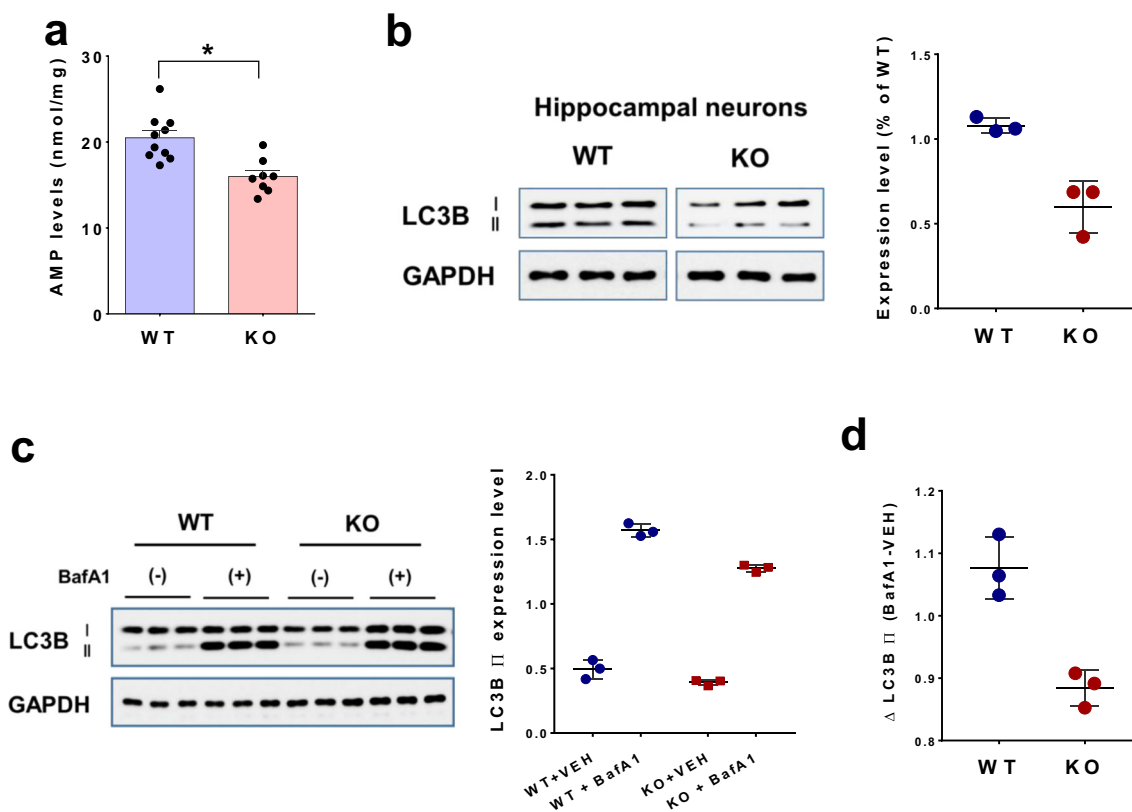 a
AMP levels (nmol/mg)
30
20
10
0
*
WT
KO
b
Hippocampal neurons
WT
KO
LC3B
I
II
GAPDH
Expression level (% of WT)
1.5
1.0
0.5
0.0
WT
KO
c
WT
KO
BafA1
(-)
(+)
(-)
(+)
LC3B
I
II
GAPDH
LC3B II expression level
2.0
1.5
1.0
0.5
0.0
WT+VEH
WT + BafA1
KO+VEH
KO + BafA1
d
Δ LC3B II (BafA1-VEH)
1.2
1.1
1.0
0.9
0.8
WT
KO